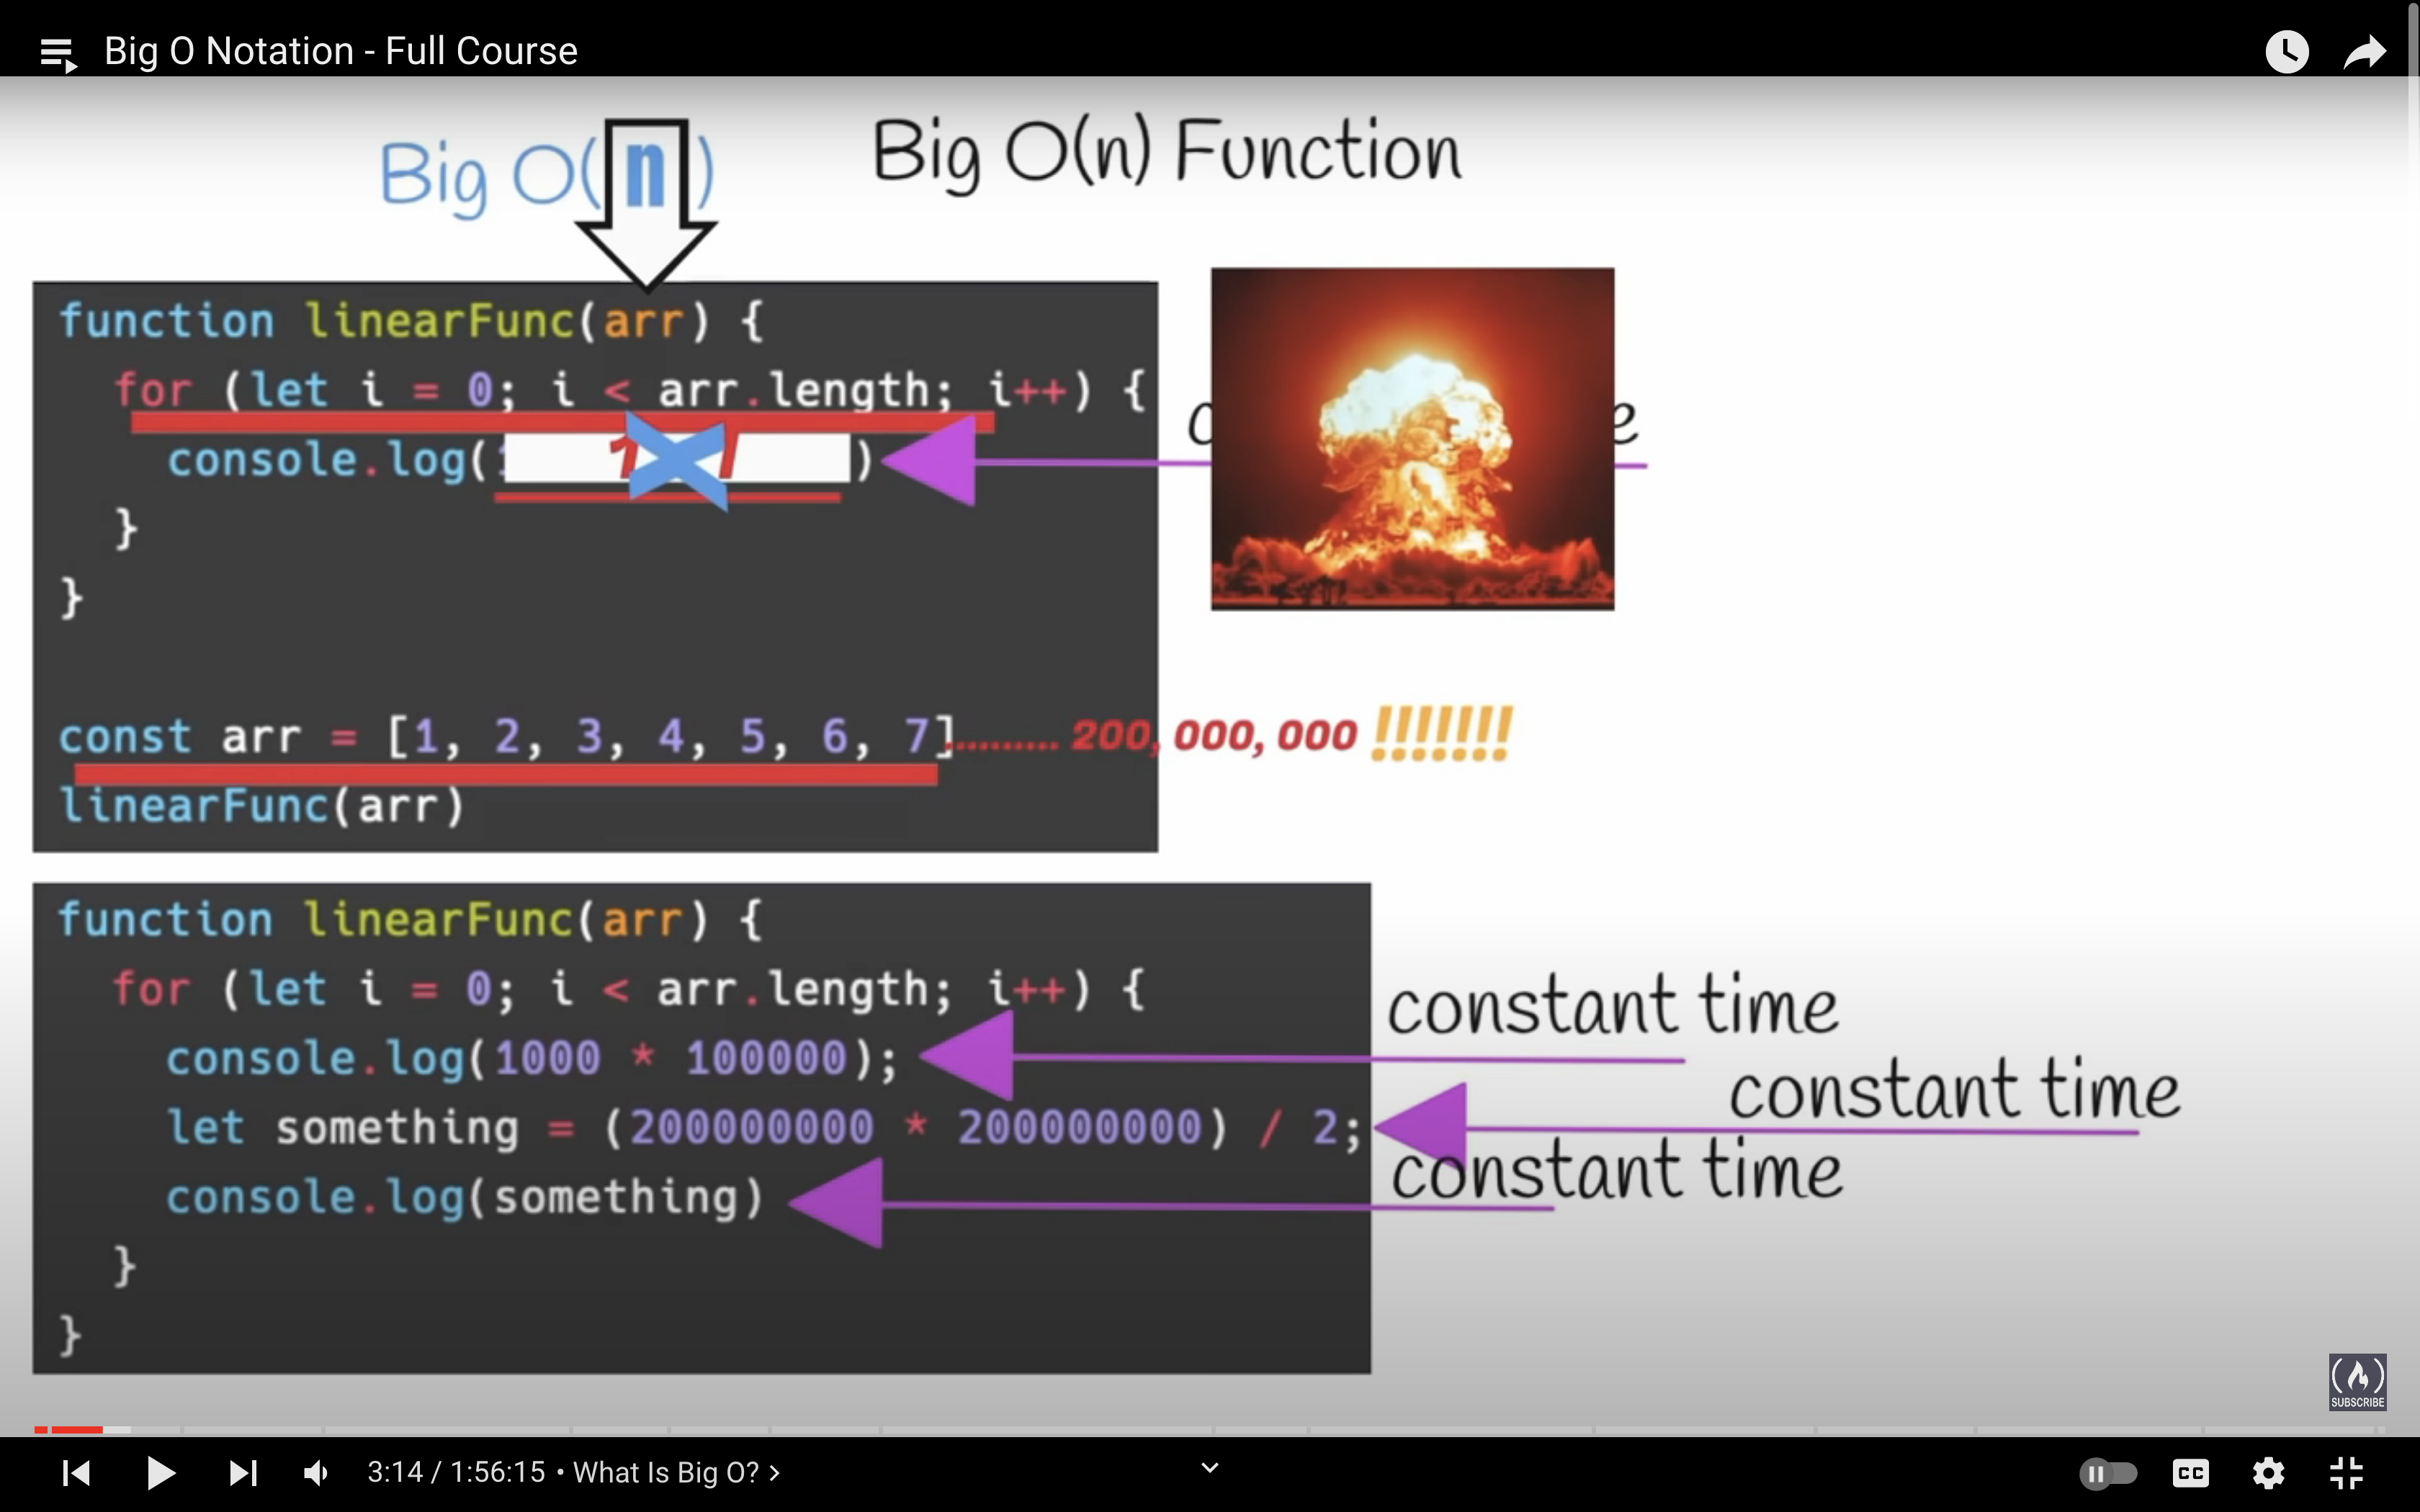 Big O Notation - Full Course
Big O(n)
Big O(n) Function
function linearFunc(arr) {
for (let i = 0; i < arr.length; i++) {
console.log( )
}
}
const arr = [1, 2, 3, 4, 5, 6, 7]......... 200, 000, 000 !!!!!!!
linearFunc(arr)
function linearFunc(arr) {
for (let i = 0; i < arr.length; i++) {
console.log(1000 * 100000);
constant time
let something = (200000000 * 200000000) / 2;
constant time
console.log(something)
constant time
}
}
SUBSCRIBE
3:14 / 1:56:15 • What Is Big O? >
CC